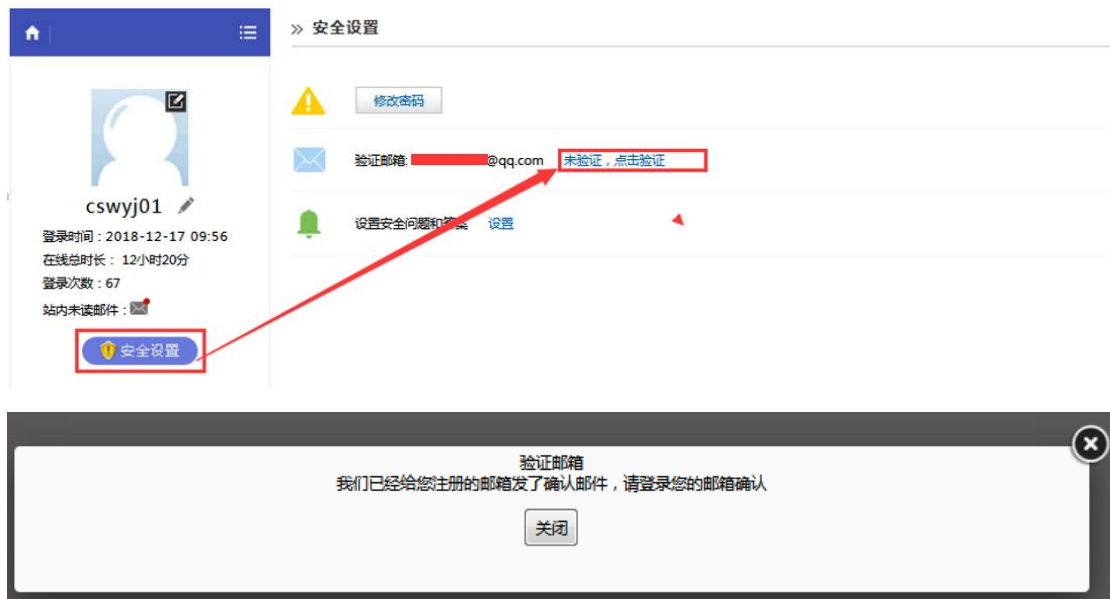 » 安全设置
修改密码
验证邮箱: @qq.com 未验证，点击验证
设置安全问题和答案 设置
cswyj01
登录时间：2018-12-17 09:56
在线总时长： 12小时20分
登录次数：67
站内未读邮件：
安全设置
验证邮箱
我们已经给您注册的邮箱发了确认邮件，请登录您的邮箱确认
关闭